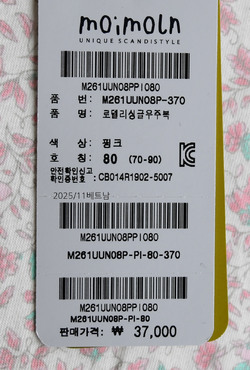 moimoln
UNIQUE SCANDISTYLE
M261UUN08PPI080
품 번: M261UUN08P-370
품 명: 로델리싱글우주복
색 상: 핑크
호 칭: 80 (70-90)
안전확인신고
확인증번호 : CB014R1902-5007
2025/11베트남
M261UUN08PPI080
M261UUN08P-PI-80-370
M261UUN08PPI080
M261UUN08P-PI-80
판매가격: ₩ 37,000